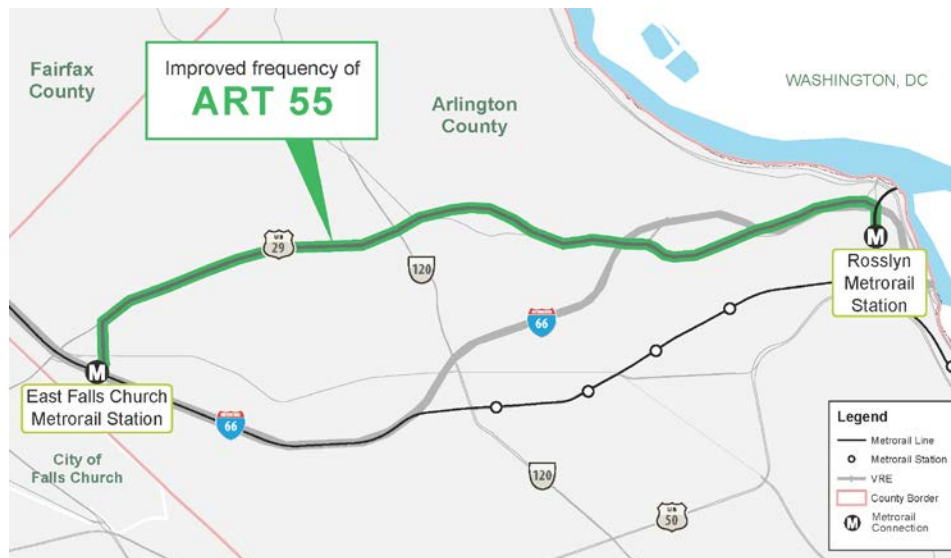 Fairfax
County
Improved frequency of
ART 55
Arlington
County
WASHINGTON, DC
US
29
120
M
Rosslyn
Metrorail
Station
66
M
East Falls Church
Metrorail Station
66
City of
Falls Church
120
US
50
Legend
Metrorail Line
Metrorail Station
VRE
County Border
M
Metrorail
Connection